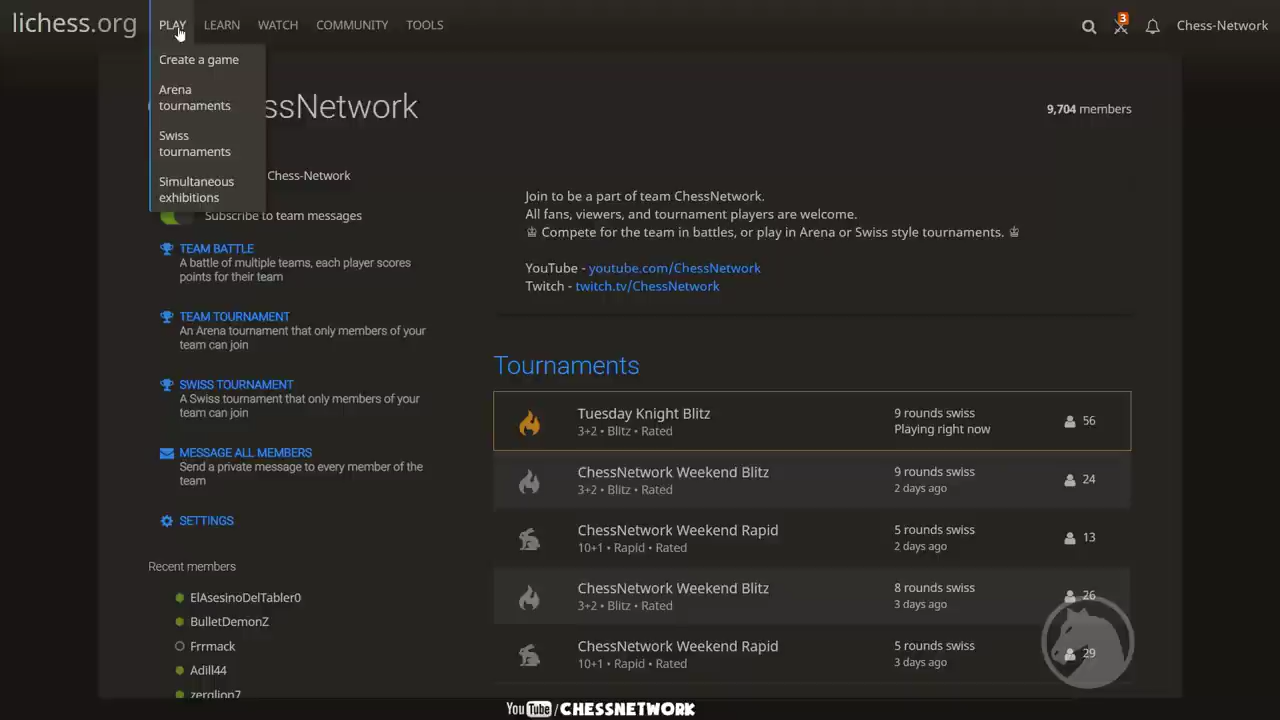 lichess.org
PLAY
LEARN
WATCH
COMMUNITY
TOOLS
3
Chess-Network
Create a game
Arena
tournaments
Swiss
tournaments
Simultaneous
exhibitions
ssNetwork
9,704 members
Chess-Network
Subscribe to team messages
TEAM BATTLE
A battle of multiple teams, each player scores
points for their team
TEAM TOURNAMENT
An Arena tournament that only members of your
team can join
SWISS TOURNAMENT
A Swiss tournament that only members of your
team can join
MESSAGE ALL MEMBERS
Send a private message to every member of the
team
SETTINGS
Recent members
ElAsesinoDelTabler0
BulletDemonZ
Frrmack
Adill44
zerglion7
Join to be a part of team ChessNetwork.
All fans, viewers, and tournament players are welcome.
♔ Compete for the team in battles, or play in Arena or Swiss style tournaments. ♔
YouTube - youtube.com/ChessNetwork
Twitch - twitch.tv/ChessNetwork
Tournaments
Tuesday Knight Blitz
3+2 • Blitz • Rated
9 rounds swiss
Playing right now
56
ChessNetwork Weekend Blitz
3+2 • Blitz • Rated
9 rounds swiss
2 days ago
24
ChessNetwork Weekend Rapid
10+1 • Rapid • Rated
5 rounds swiss
2 days ago
13
ChessNetwork Weekend Blitz
3+2 • Blitz • Rated
8 rounds swiss
3 days ago
26
ChessNetwork Weekend Rapid
10+1 • Rapid • Rated
5 rounds swiss
3 days ago
29
YouTube/CHESSNETWORK